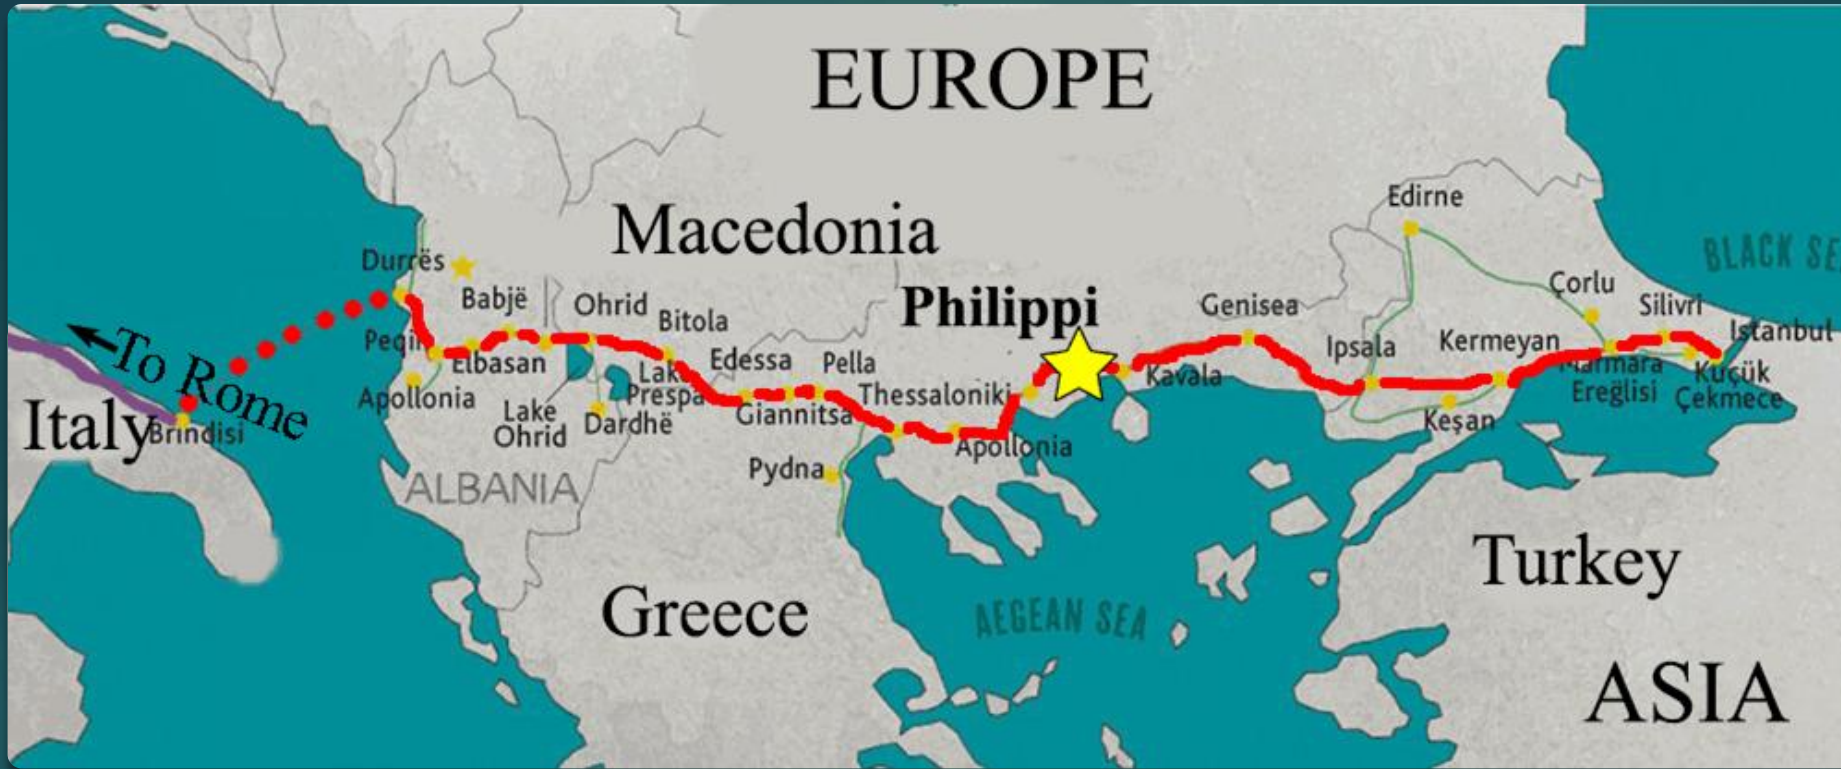 EUROPE
Macedonia
Edirne
BLACK SE
Durrës
Babjë
Ohrid
Bitola
Philippi
Genisea
Çorlu
Silivri
Istanbul
Peqin
Elbasan
Edessa
Pella
Ipsala
Kermeyan
To Rome
Apollonia
Lake
Ohrid
Dardhë
Lake
Prespa
Giannitsa
Thessaloniki
Kavala
Marmara
Ereğlisi
Küçük
Çekmece
Keşan
Italy
Brindisi
Apollonia
Pydna
ALBANIA
Greece
AEGEAN SEA
Turkey
ASIA